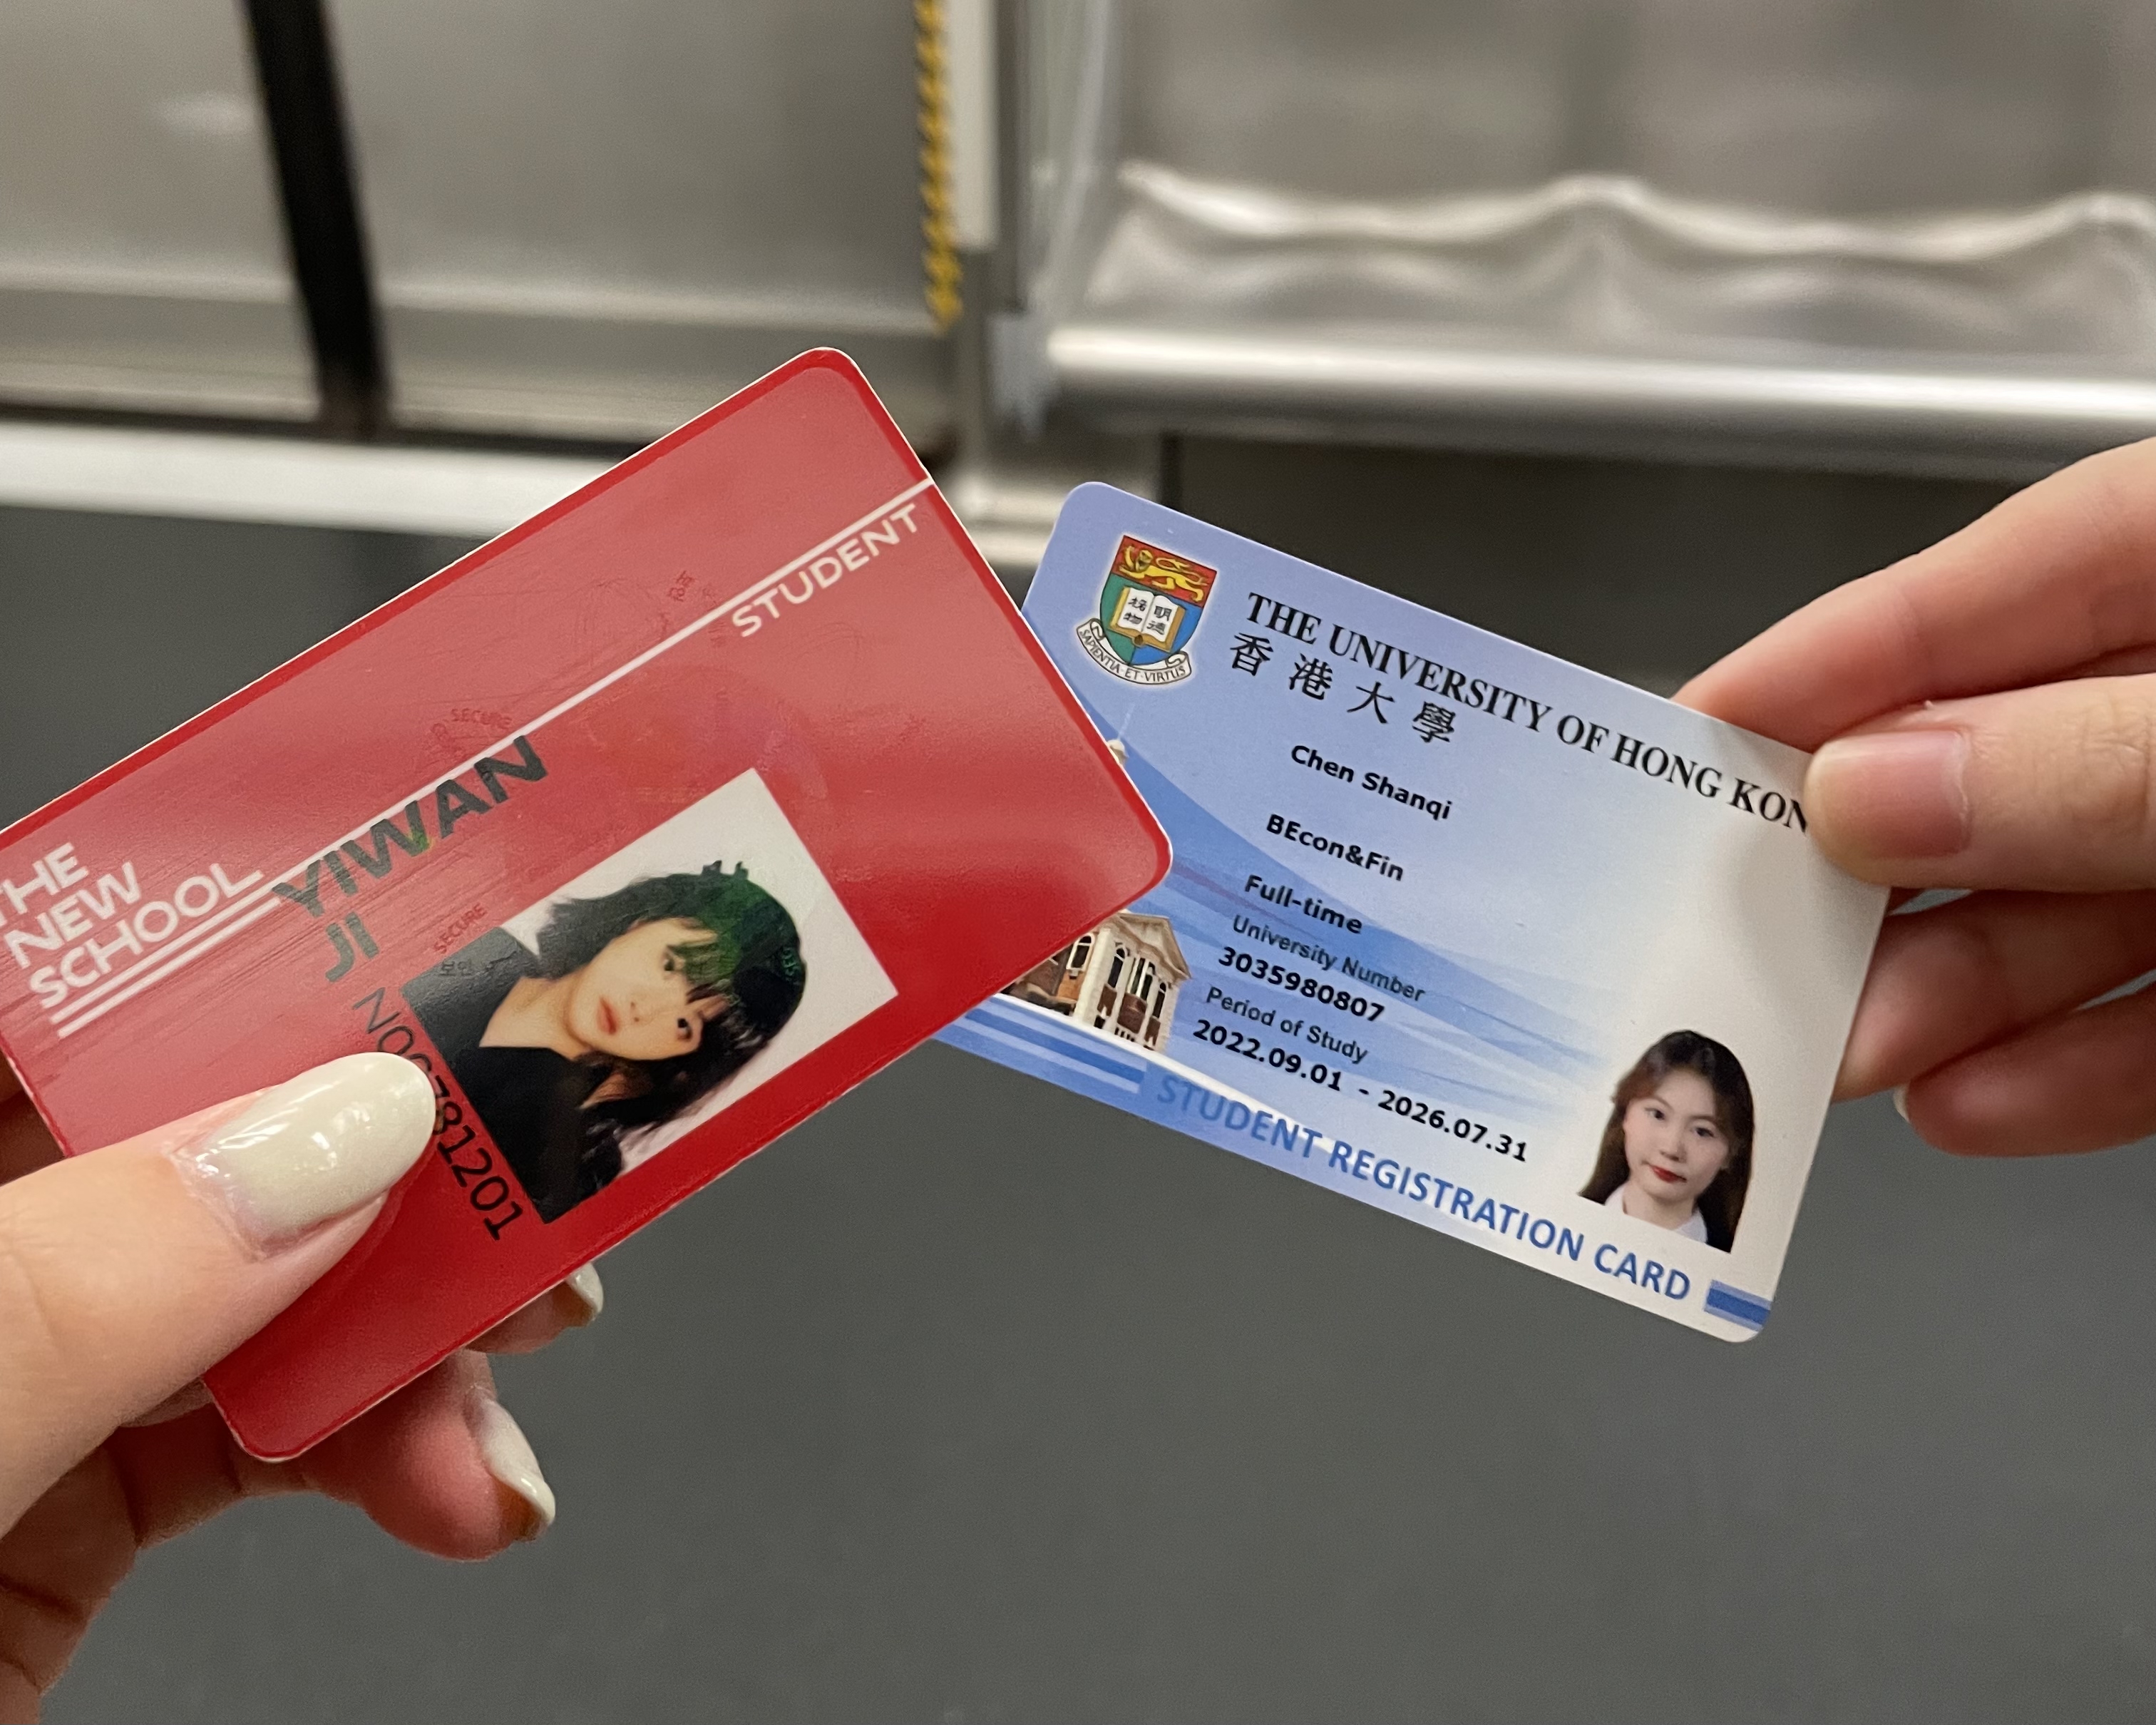 STUDENT
THE
NEW
SCHOOL
YIWAN
JI
SECURE
SECURE
보안
THE UNIVERSITY OF HONG KON
香港大學
明德
格物
SAPIENTIA·ET·VIRTUS
Chen Shanqi
BEcon&Fin
Full-time
University Number
3035980807
Period of Study
2022.09.01 - 2026.07.31
STUDENT REGISTRATION CARD